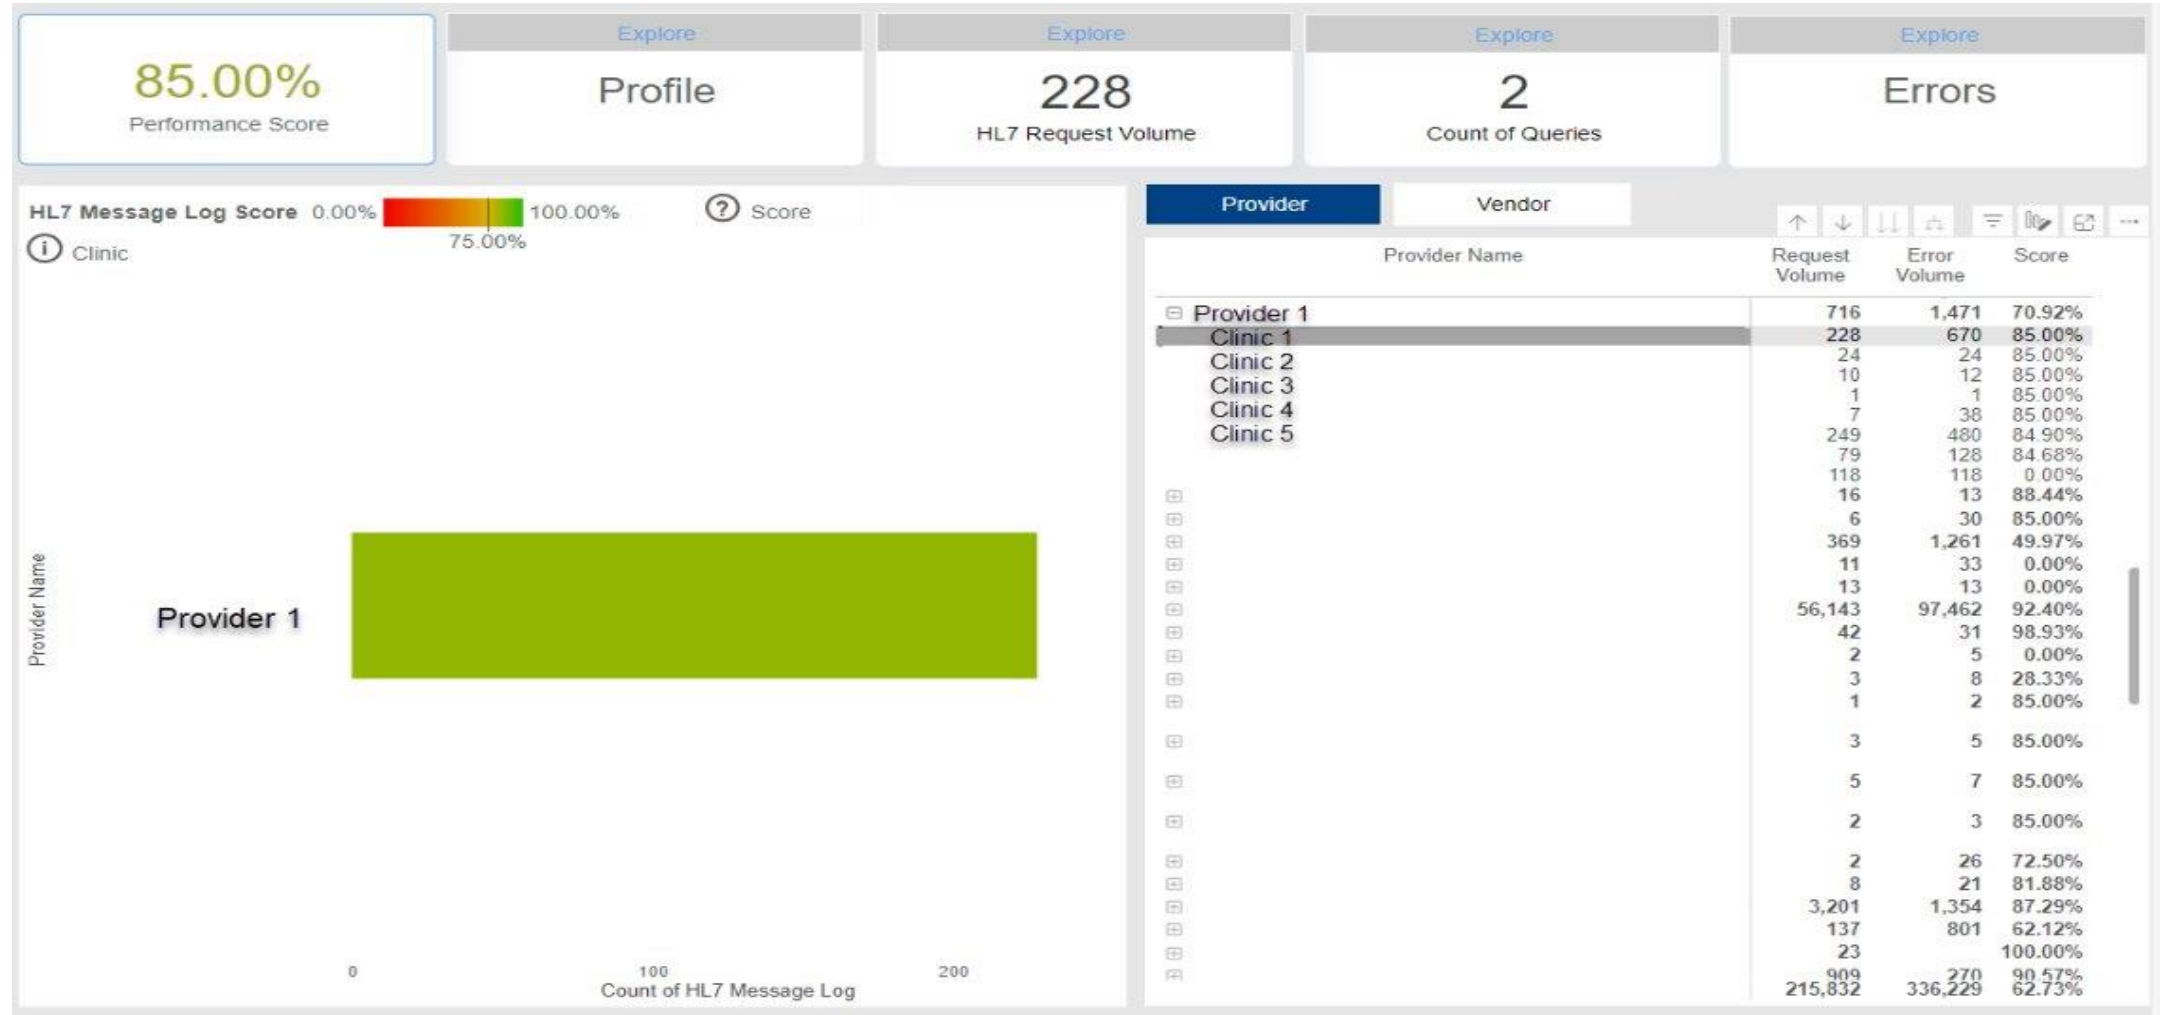 Explore Explore Explore Explore
85.00% Profile 228 2 Errors
Performance Score HL7 Request Volume Count of Queries
HL7 Message Log Score 0.00% 100.00% Score
75.00%
Clinic
Provider Name
Provider 1
0 100 200
Count of HL7 Message Log
Provider Vendor
Provider Name Request Volume Error Volume Score
Provider 1 716 1,471 70.92%
Clinic 1 228 670 85.00%
Clinic 2 24 24 85.00%
Clinic 3 10 12 85.00%
Clinic 4 1 1 85.00%
Clinic 5 7 38 85.00%
249 480 84.90%
79 128 84.68%
118 118 0.00%
16 13 88.44%
6 30 85.00%
369 1,261 49.97%
11 33 0.00%
13 13 0.00%
56,143 97,462 92.40%
42 31 98.93%
2 5 0.00%
3 8 28.33%
1 2 85.00%
3 5 85.00%
5 7 85.00%
2 3 85.00%
2 26 72.50%
8 21 81.88%
3,201 1,354 87.29%
137 801 62.12%
23 100.00%
909 270 90.57%
215,832 336,229 62.73%